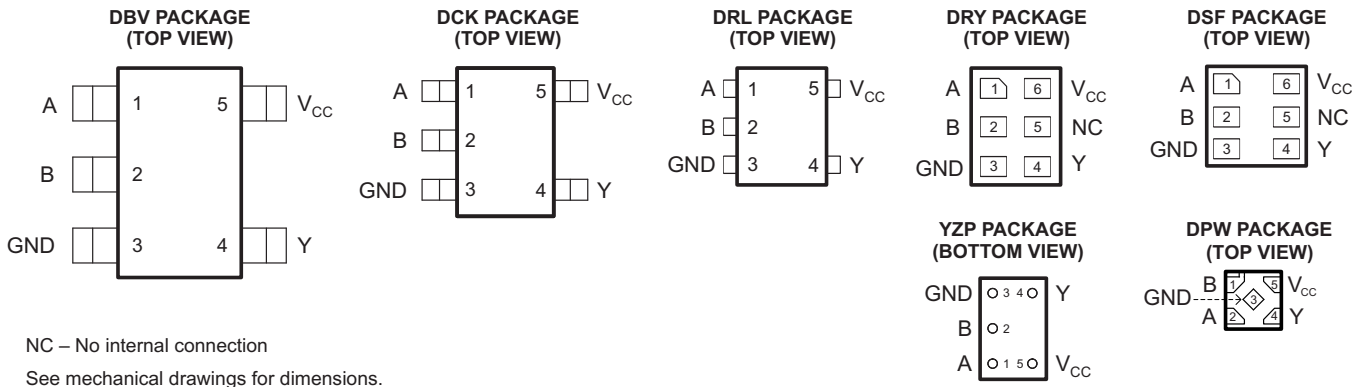 DBV PACKAGE
(TOP VIEW)
A 1 5 VCC
B 2
GND 3 4 Y
DCK PACKAGE
(TOP VIEW)
A 1 5 VCC
B 2
GND 3 4 Y
DRL PACKAGE
(TOP VIEW)
A 1 5 VCC
B 2
GND 3 4 Y
DRY PACKAGE
(TOP VIEW)
A 1 6 VCC
B 2 5 NC
GND 3 4 Y
DSF PACKAGE
(TOP VIEW)
A 1 6 VCC
B 2 5 NC
GND 3 4 Y
YZP PACKAGE
(BOTTOM VIEW)
GND 3 4 Y
B 2
A 1 5 VCC
DPW PACKAGE
(TOP VIEW)
B 1 5 VCC
GND 3
A 2 4 Y
NC – No internal connection
See mechanical drawings for dimensions.